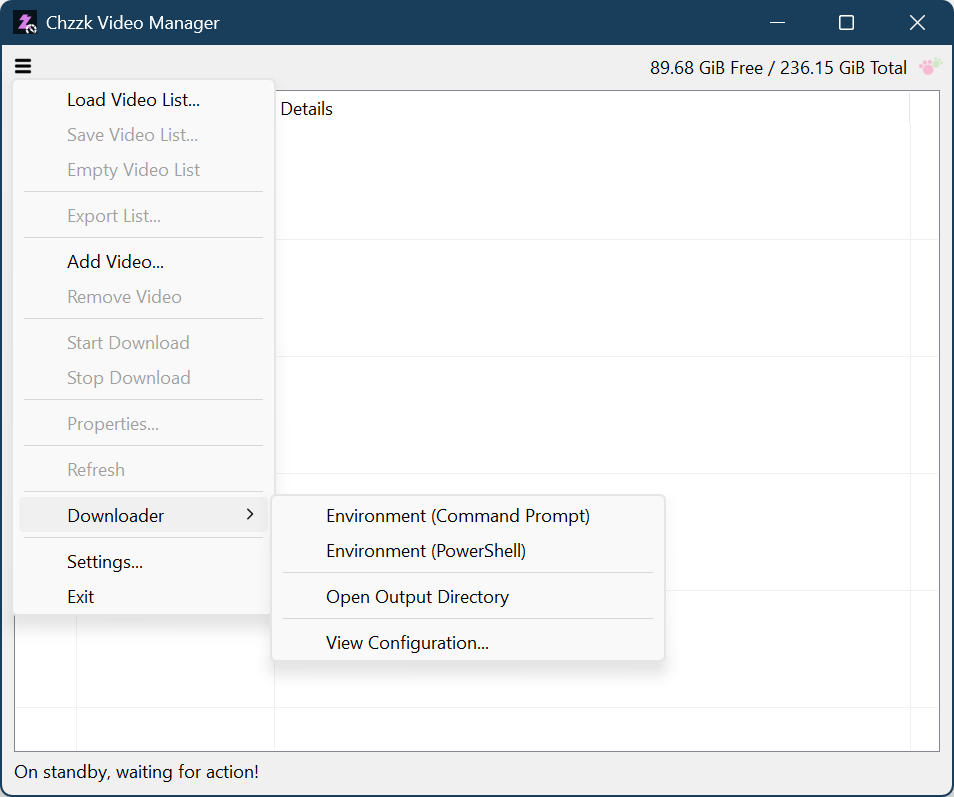 Chzzk Video Manager
89.68 GiB Free / 236.15 GiB Total
Load Video List...
Save Video List...
Empty Video List
Export List...
Add Video...
Remove Video
Start Download
Stop Download
Properties...
Refresh
Downloader
Settings...
Exit
Details
Environment (Command Prompt)
Environment (PowerShell)
Open Output Directory
View Configuration...
On standby, waiting for action!